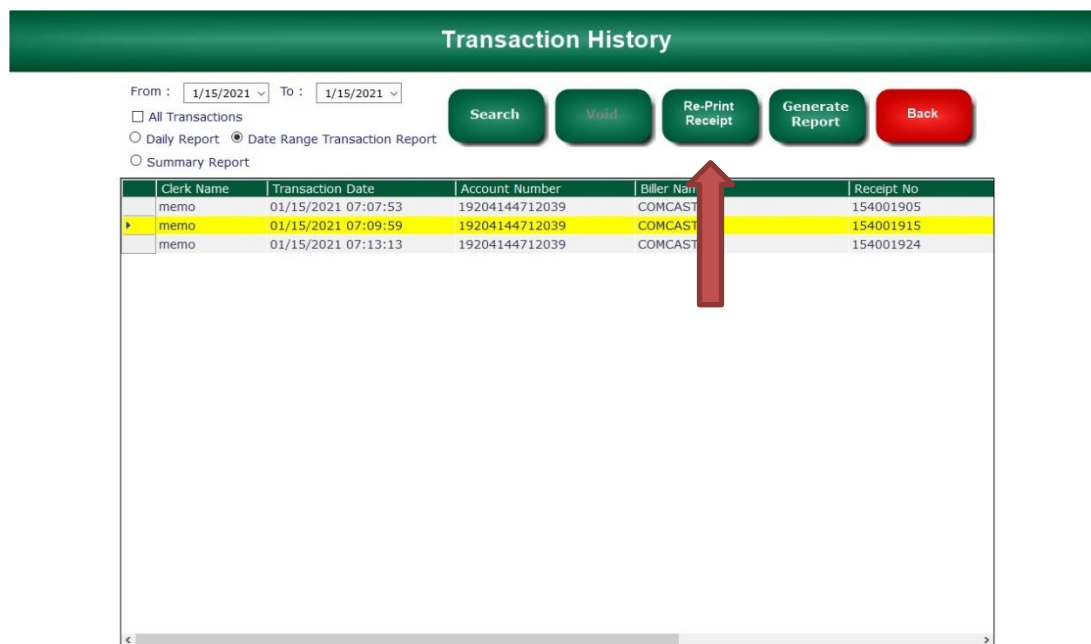 Transaction History
From : 1/15/2021 To : 1/15/2021
All Transactions
Daily Report Date Range Transaction Report
Summary Report
Search Void Re-Print Receipt Generate Report Back
Clerk Name Transaction Date Account Number Biller Nam Receipt No
memo 01/15/2021 07:07:53 19204144712039 COMCAST 154001905
memo 01/15/2021 07:09:59 19204144712039 COMCAST 154001915
memo 01/15/2021 07:13:13 19204144712039 COMCAST 154001924